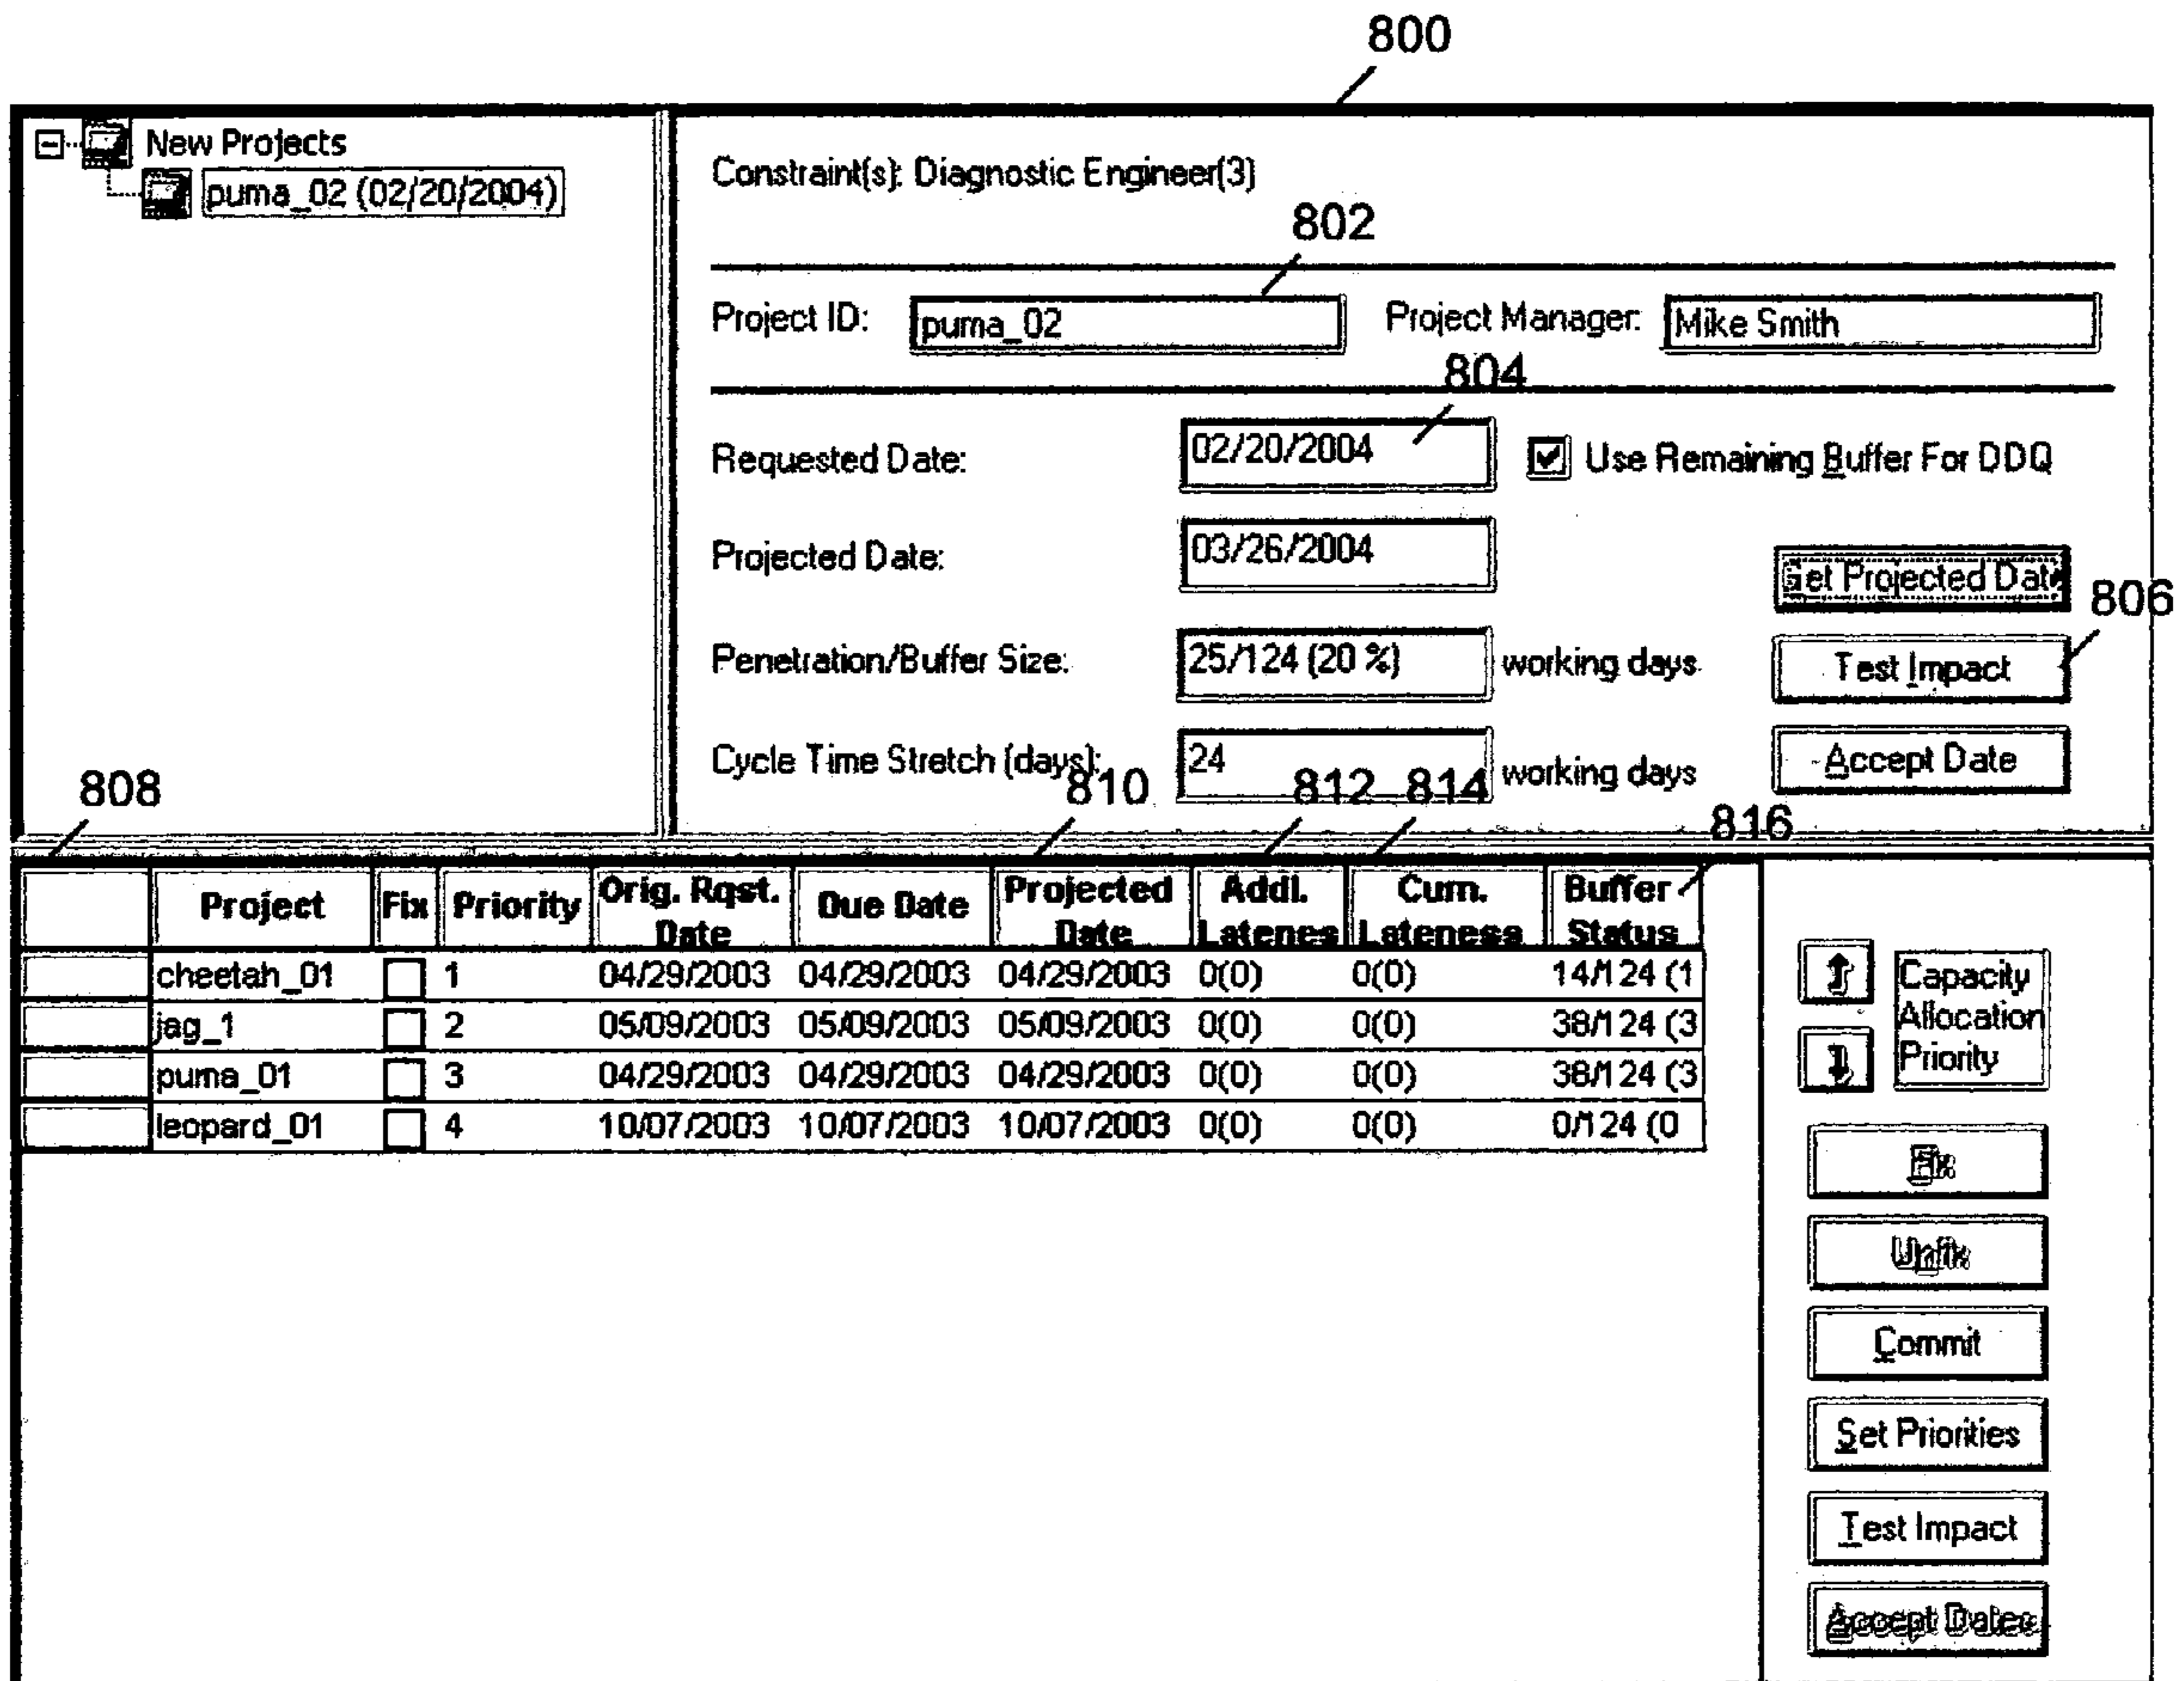 800
New Projects
puma_02 (02/20/2004)
Constraint(s): Diagnostic Engineer(3)
802
Project ID: puma_02 Project Manager: Mike Smith
804
Requested Date: 02/20/2004 Use Remaining Buffer For DDQ
Projected Date: 03/26/2004
Get Projected Date
806
Penetration/Buffer Size: 25/124 (20 %) working days Test Impact
Cycle Time Stretch (days): 24 working days Accept Date
808 810 812 814 816
Project Fix Priority Orig. Rqst. Date Due Date Projected Date Addl. Latenes Cum. Lateness Buffer Status
cheetah_01 1 04/29/2003 04/29/2003 04/29/2003 0(0) 0(0) 14/124 (1
jag_1 2 05/09/2003 05/09/2003 05/09/2003 0(0) 0(0) 38/124 (3
puma_01 3 04/29/2003 04/29/2003 04/29/2003 0(0) 0(0) 38/124 (3
leopard_01 4 10/07/2003 10/07/2003 10/07/2003 0(0) 0(0) 0/124 (0
Capacity
Allocation
Priority
Fix
Unfix
Commit
Set Priorities
Test Impact
Accept Dates